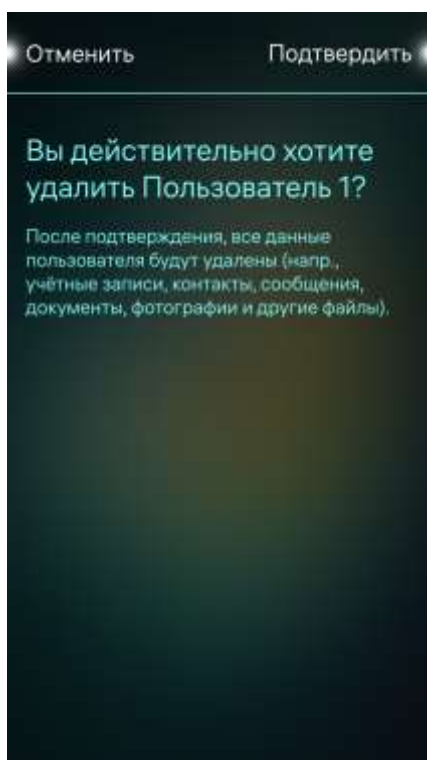 Отменить Подтвердить
Вы действительно хотите
удалить Пользователь 1?
После подтверждения, все данные
пользователя будут удалены (напр.,
учётные записи, контакты, сообщения,
документы, фотографии и другие файлы).